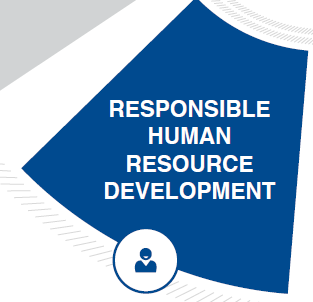 RESPONSIBLE
HUMAN
RESOURCE
DEVELOPMENT